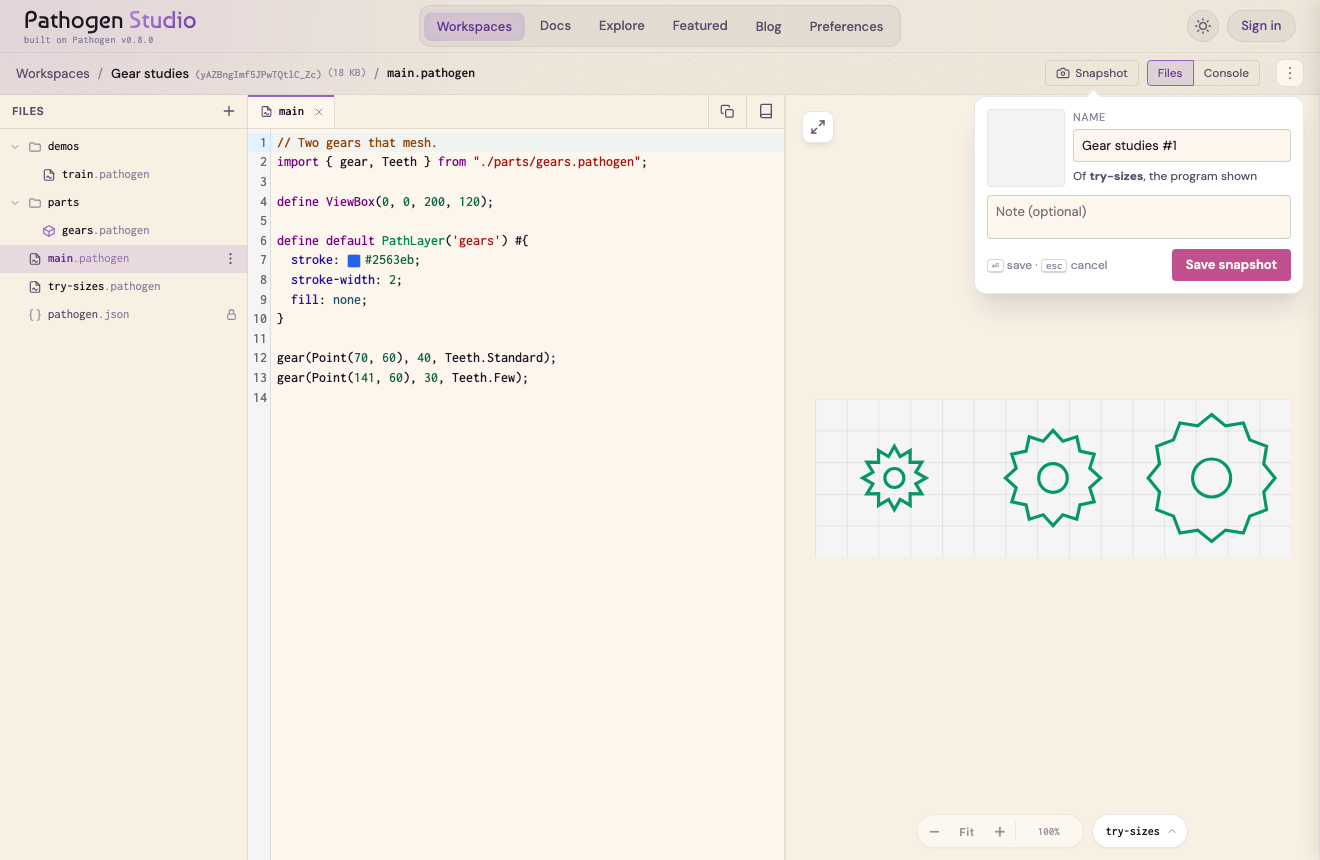 Pathogen Studio
built on Pathogen v0.8.0
Workspaces
Docs
Explore
Featured
Blog
Preferences
Sign in
Workspaces / Gear studies (yAZBngImf5JPwTQtlC_Zc) (18 KB) / main.pathogen
Snapshot
Files
Console
FILES
demos
train.pathogen
parts
gears.pathogen
main.pathogen
try-sizes.pathogen
{} pathogen.json
main
1 // Two gears that mesh.
2 import { gear, Teeth } from "./parts/gears.pathogen";
3
4 define ViewBox(0, 0, 200, 120);
5
6 define default PathLayer('gears') #{
7 stroke: #2563eb;
8 stroke-width: 2;
9 fill: none;
10 }
11
12 gear(Point(70, 60), 40, Teeth.Standard);
13 gear(Point(141, 60), 30, Teeth.Few);
14
NAME
Gear studies #1
Of try-sizes, the program shown
Note (optional)
⏎ save · esc cancel
Save snapshot
− Fit + 100%
try-sizes